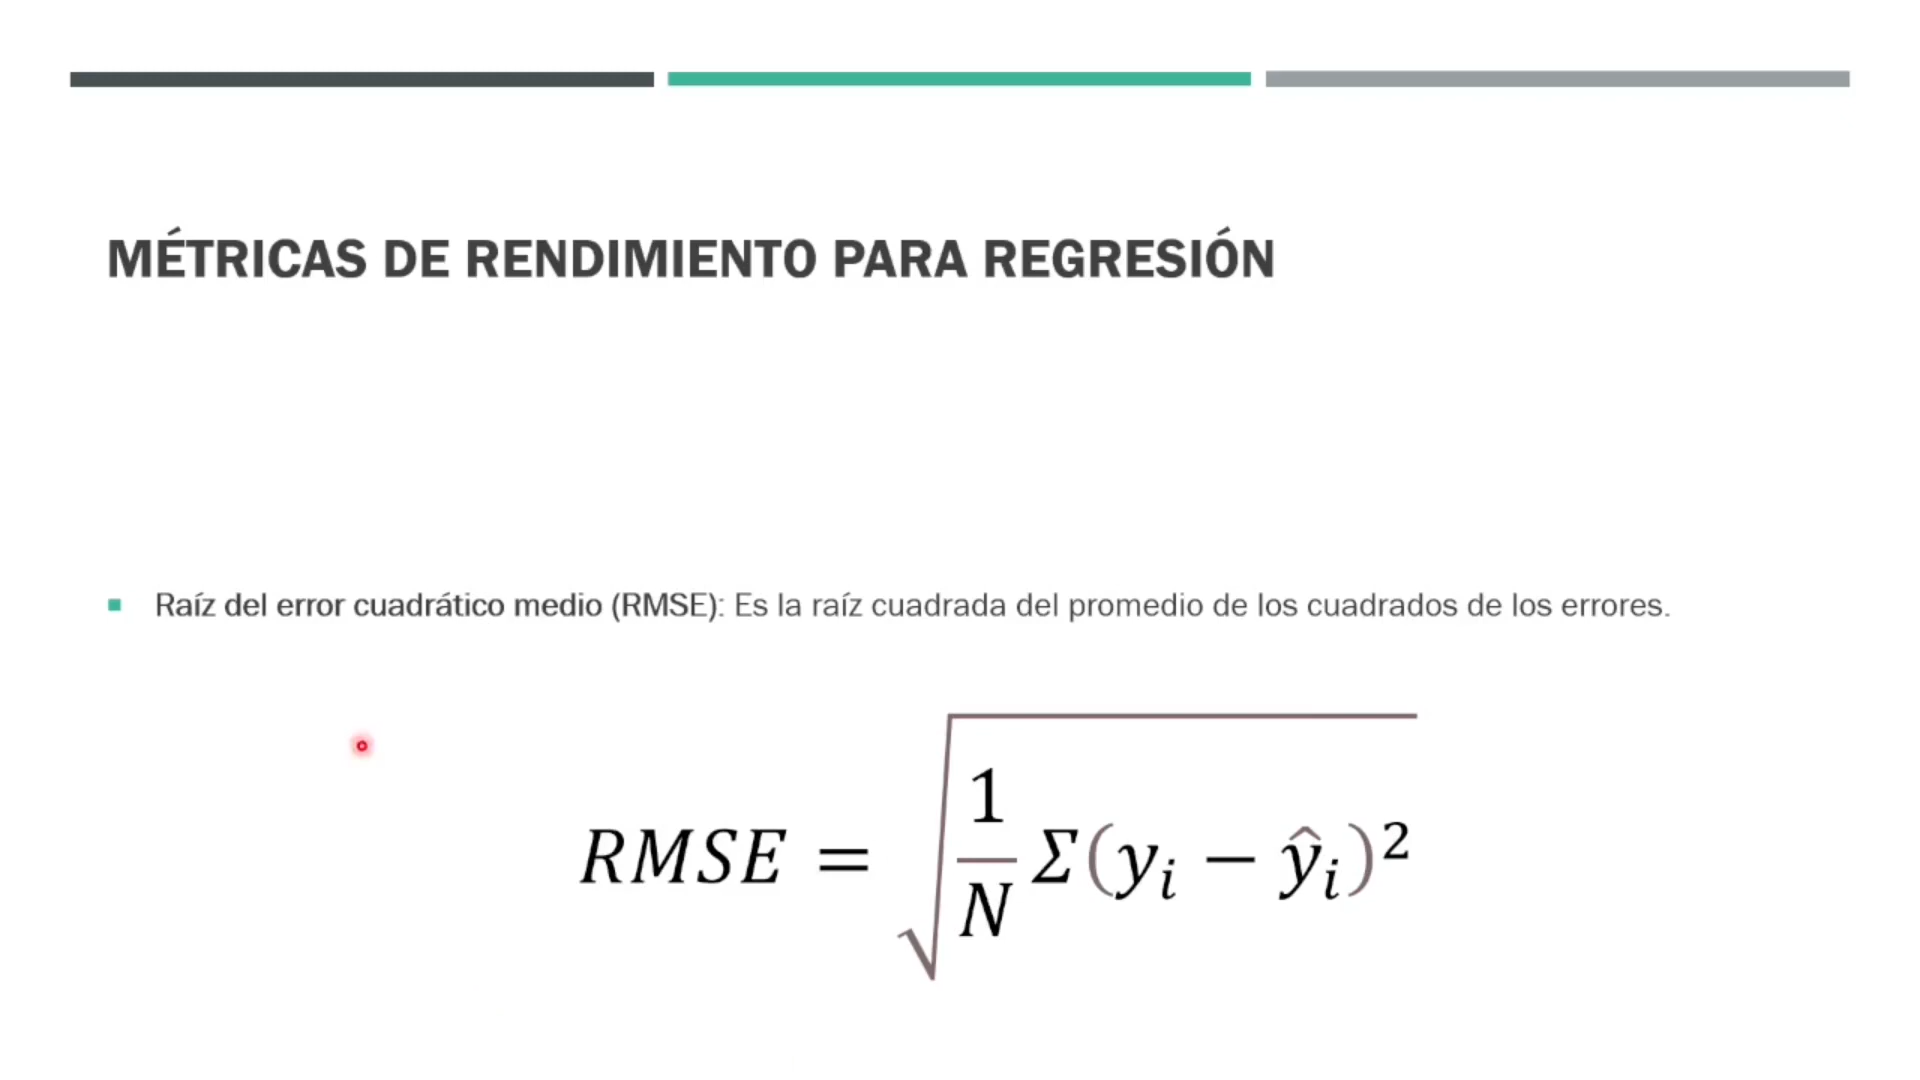 MÉTRICAS DE RENDIMIENTO PARA REGRESIÓN
Raíz del error cuadrático medio (RMSE): Es la raíz cuadrada del promedio de los cuadrados de los errores.
RMSE = √(1/N Σ(yᵢ − ŷᵢ)²)